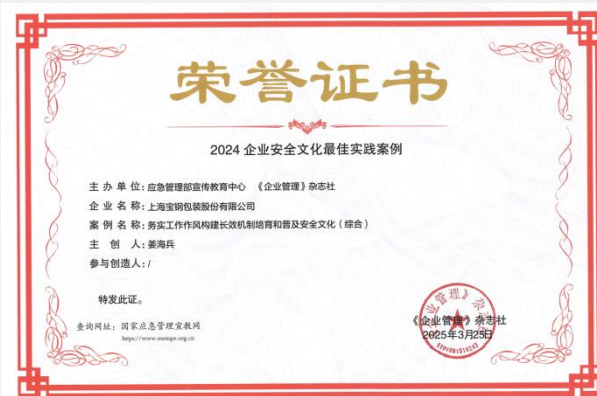 荣誉证书
2024 企业安全文化最佳实践案例
主办单位:应急管理部宣传教育中心 《企业管理》杂志社
企业名称:上海宝钢包装股份有限公司
案例名称:务实工作作风构建长效机制培育和普及安全文化（综合）
主 创 人:姜海兵
参与创造人:/
特发此证。
《企业管理》杂志社
2025年3月25日
查询网址：国家应急管理宣教网